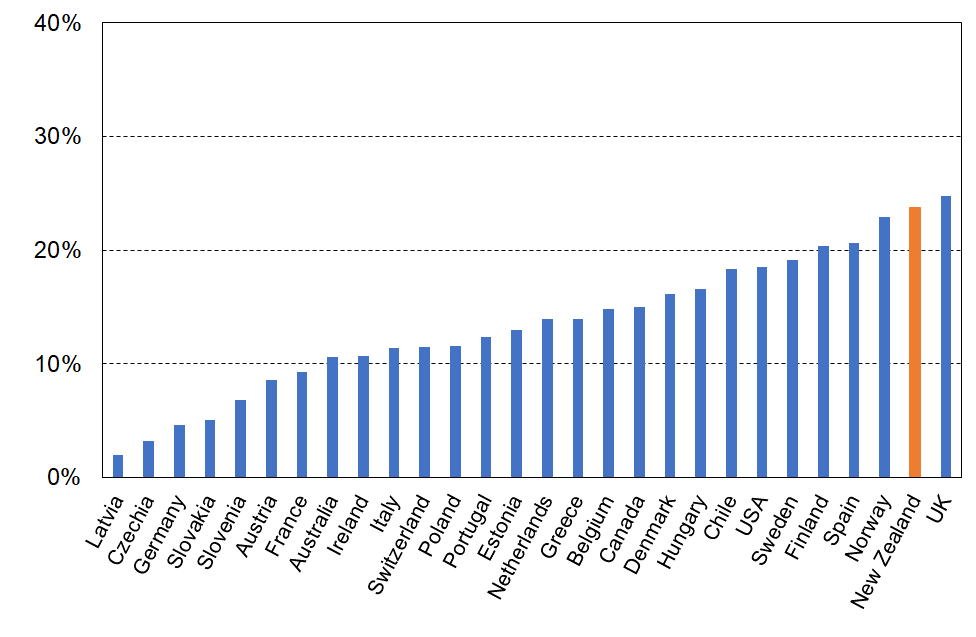 40%
30%
20%
10%
0%
Latvia
Czechia
Germany
Slovakia
Slovenia
Austria
France
Australia
Ireland
Italy
Switzerland
Poland
Portugal
Estonia
Netherlands
Greece
Belgium
Canada
Denmark
Hungary
Chile
USA
Sweden
Finland
Spain
Norway
New Zealand
UK